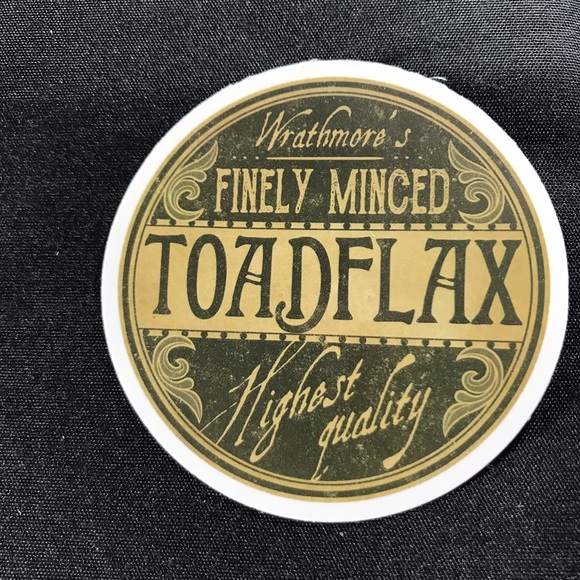 Wrathmore's
FINELY MINCED
TOADFLAX
Highest
quality